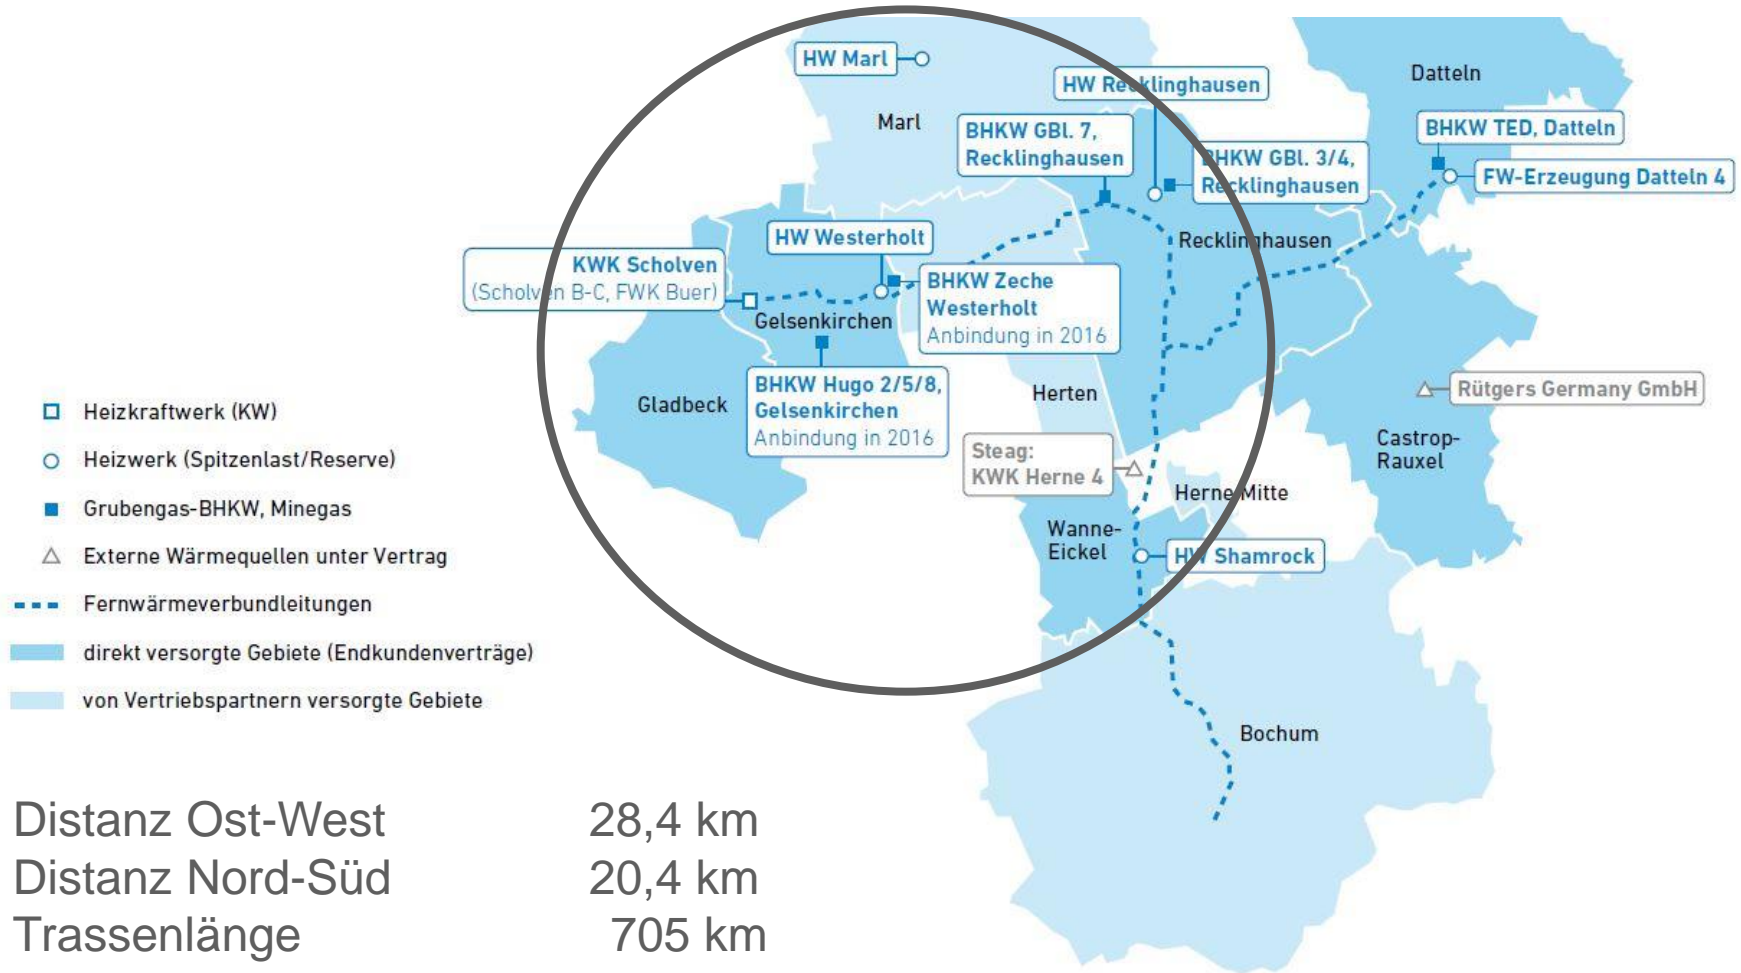 HW Marl
Marl
HW Recklinghausen
Datteln
BHKW GBl. 7,
Recklinghausen
BHKW TED, Datteln
BHKW GBl. 3/4,
Recklinghausen
FW-Erzeugung Datteln 4
HW Westerholt
Recklinghausen
KWK Scholven
(Scholven B-C, FWK Buer)
BHKW Zeche
Westerholt
Anbindung in 2016
Gelsenkirchen
BHKW Hugo 2/5/8,
Gelsenkirchen
Anbindung in 2016
Gladbeck
Herten
Rütgers Germany GmbH
Castrop-
Rauxel
Steag:
KWK Herne 4
Herne Mitte
Wanne-
Eickel
HW Shamrock
Bochum
Heizkraftwerk (KW)
Heizwerk (Spitzenlast/Reserve)
Grubengas-BHKW, Minegas
Externe Wärmequellen unter Vertrag
Fernwärmeverbundleitungen
direkt versorgte Gebiete (Endkundenverträge)
von Vertriebspartnern versorgte Gebiete
Distanz Ost-West 28,4 km
Distanz Nord-Süd 20,4 km
Trassenlänge 705 km